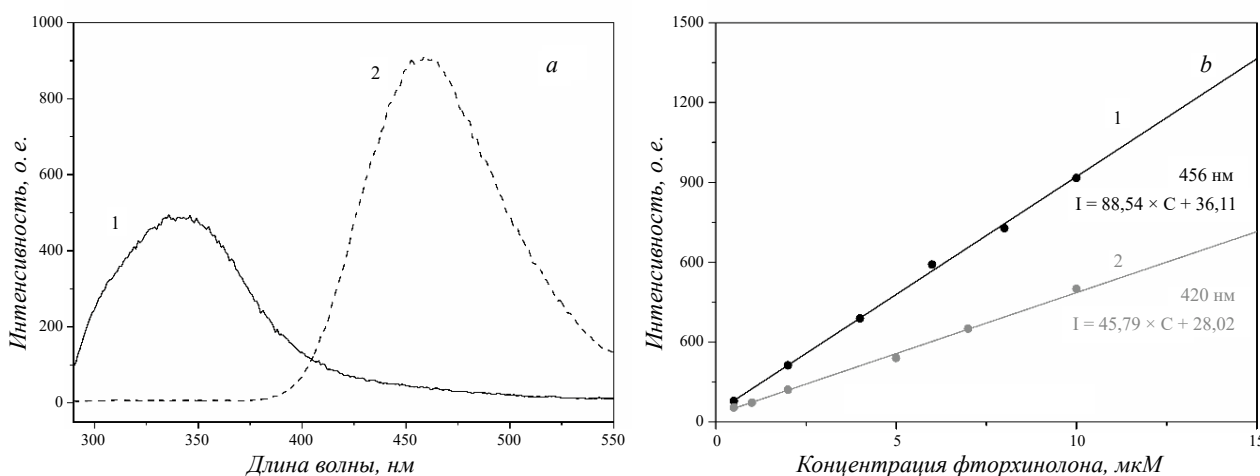 1000
800
600
400
200
0
Интенсивность, о. е.
300
350
400
450
500
550
Длина волны, нм
1
2
a
1500
1200
900
600
600
0
Интенсивность, о. е.
0
5
10
15
Концентрация фторхинолона, мкМ
b
1
456 нм
I = 88,54 × C + 36,11
2
420 нм
I = 45,79 × C + 28,02